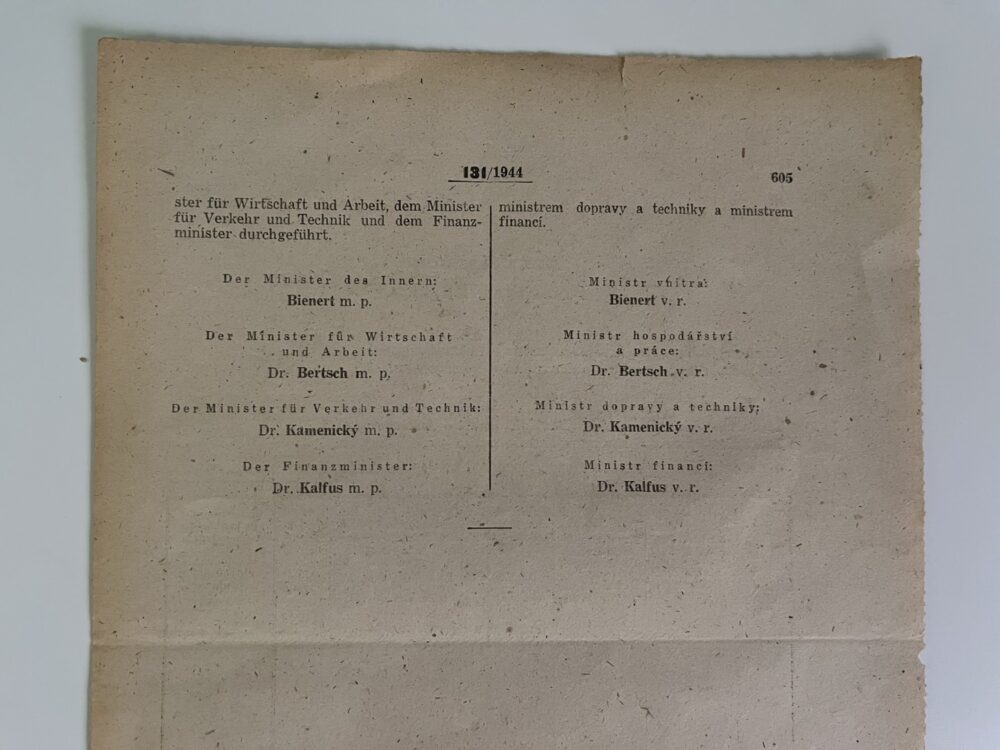 131/1944
605
ster für Wirtschaft und Arbeit, dem Minister
für Verkehr und Technik und dem Finanz-
minister durchgeführt.
Der Minister des Innern:
Bienert m. p.
Der Minister für Wirtschaft
und Arbeit:
Dr. Bertsch m. p.
Der Minister für Verkehr und Technik:
Dr. Kamenický m. p.
Der Finanzminister:
Dr. Kalfus m. p.
ministrem dopravy a techniky a ministrem
financí.
Ministr vnitra:
Bienert v. r.
Ministr hospodářství
a práce:
Dr. Bertsch v. r.
Ministr dopravy a techniky:
Dr. Kamenický v. r.
Ministr financí:
Dr. Kalfus v. r.